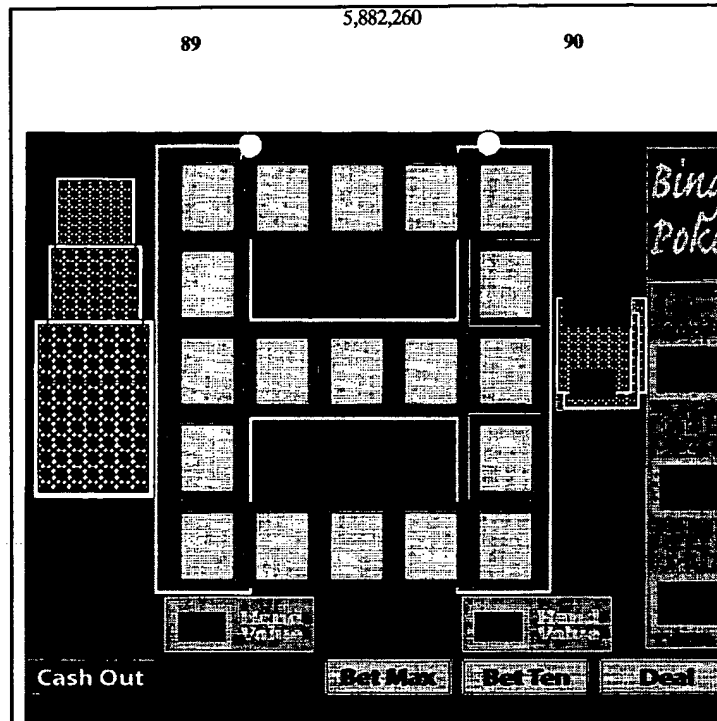 5,882,260
89 90
Bing
Poke
Hand Hand
Value Value
Cash Out Bet Max Bet Ten Deal